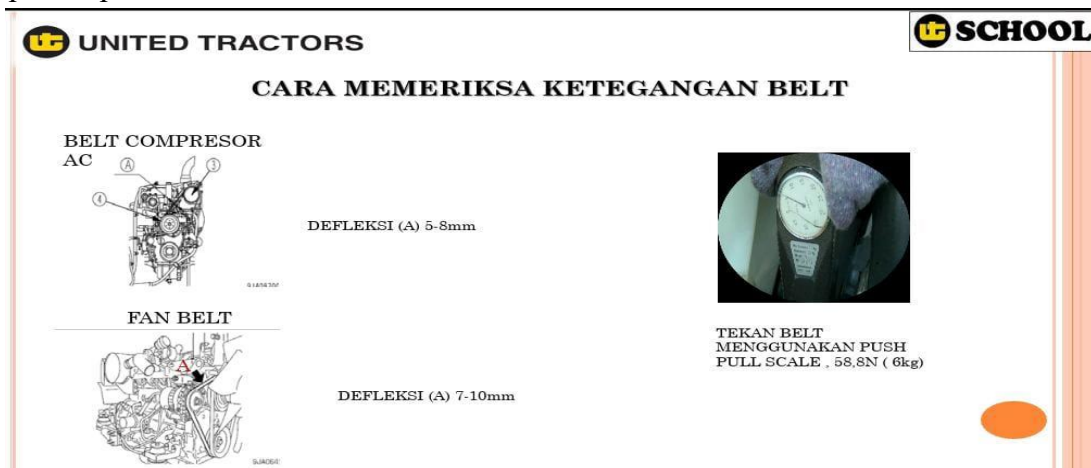 UNITED TRACTORS
SCHOOL
CARA MEMERIKSA KETEGANGAN BELT
BELT COMPRESOR
AC
A
3
4
DEFLEKSI (A) 5-8mm
FAN BELT
A
DEFLEKSI (A) 7-10mm
TEKAN BELT
MENGGUNAKAN PUSH
PULL SCALE , 58,8N ( 6kg)